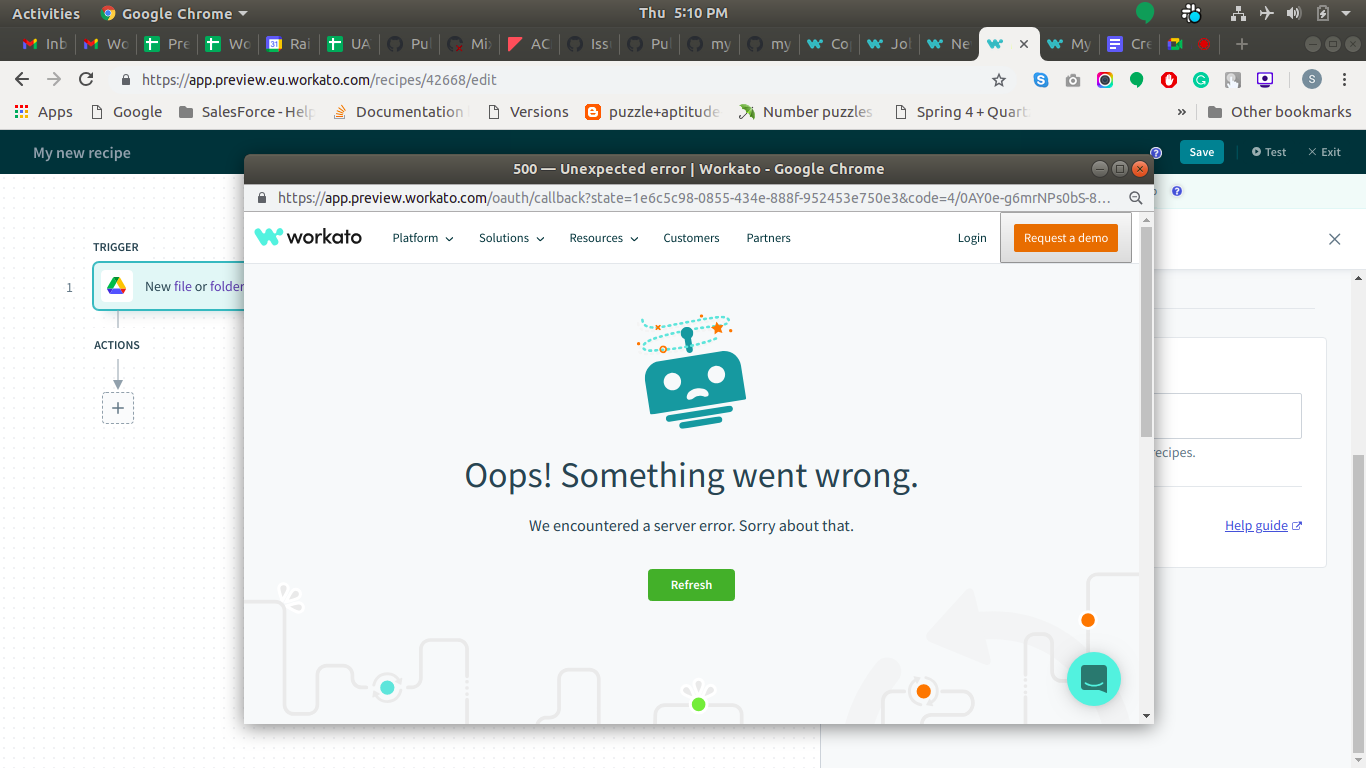 Activities Google Chrome Thu 5:10 PM
Inb Wo Pre Wo Rai UA Pul Mix AC Iss Pul my my Co Jol Ne My Cre
https://app.preview.eu.workato.com/recipes/42668/edit S
Apps Google SalesForce - Help Documentation Versions puzzle+aptitude Number puzzles Spring 4 + Quart » Other bookmarks
My new recipe ? Save Test Exit
500 — Unexpected error | Workato - Google Chrome
https://app.preview.workato.com/oauth/callback?state=1e6c5c98-0855-434e-888f-952453e750e3&code=4/0AY0e-g6mrNPs0bS-8...
workato Platform Solutions Resources Customers Partners Login Request a demo
TRIGGER
1 New file or folder
ACTIONS
Oops! Something went wrong.
We encountered a server error. Sorry about that.
Refresh
recipes.
Help guide